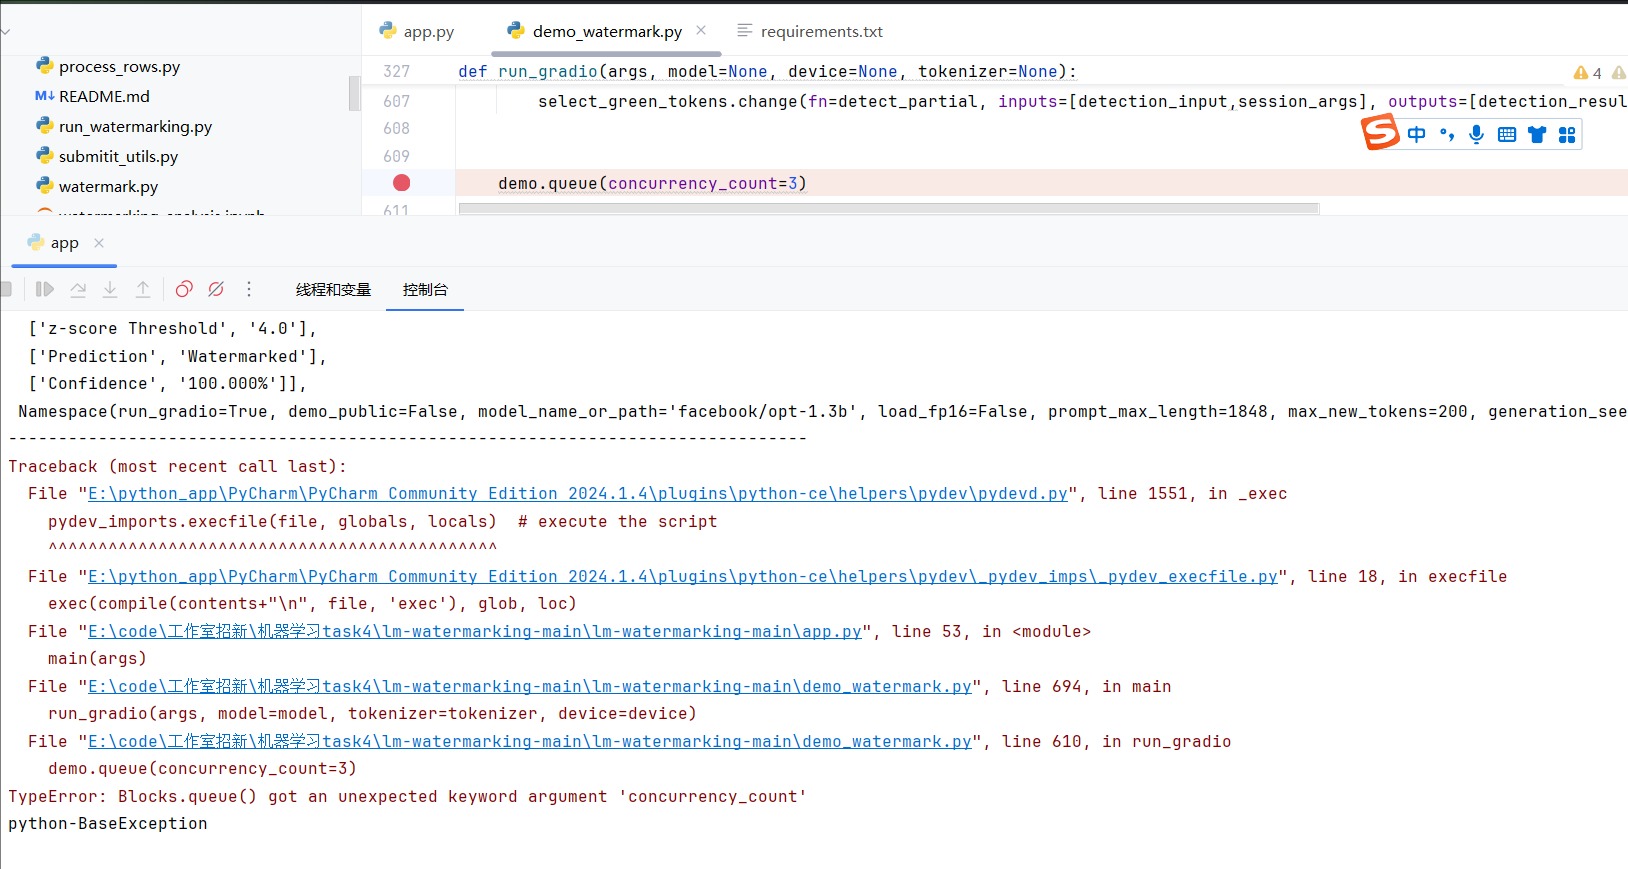 app.py
demo_watermark.py
requirements.txt
process_rows.py
README.md
run_watermarking.py
submitit_utils.py
watermark.py
327 def run_gradio(args, model=None, device=None, tokenizer=None):
4
607 select_green_tokens.change(fn=detect_partial, inputs=[detection_input,session_args], outputs=[detection_resul
608
609
demo.queue(concurrency_count=3)
611
中
app
线程和变量
控制台
['z-score Threshold', '4.0'],
['Prediction', 'Watermarked'],
['Confidence', '100.000%']],
Namespace(run_gradio=True, demo_public=False, model_name_or_path='facebook/opt-1.3b', load_fp16=False, prompt_max_length=1848, max_new_tokens=200, generation_see
--------------------------------------------------------------------------------
Traceback (most recent call last):
File "E:\python_app\PyCharm\PyCharm Community Edition 2024.1.4\plugins\python-ce\helpers\pydev\pydevd.py", line 1551, in _exec
pydev_imports.execfile(file, globals, locals)  # execute the script
^^^^^^^^^^^^^^^^^^^^^^^^^^^^^^^^^^^^^^^^^^^^^
File "E:\python_app\PyCharm\PyCharm Community Edition 2024.1.4\plugins\python-ce\helpers\pydev\_pydev_imps\_pydev_execfile.py", line 18, in execfile
exec(compile(contents+"\n", file, 'exec'), glob, loc)
File "E:\code\工作室招新\机器学习task4\lm-watermarking-main\lm-watermarking-main\app.py", line 53, in <module>
main(args)
File "E:\code\工作室招新\机器学习task4\lm-watermarking-main\lm-watermarking-main\demo_watermark.py", line 694, in main
run_gradio(args, model=model, tokenizer=tokenizer, device=device)
File "E:\code\工作室招新\机器学习task4\lm-watermarking-main\lm-watermarking-main\demo_watermark.py", line 610, in run_gradio
demo.queue(concurrency_count=3)
TypeError: Blocks.queue() got an unexpected keyword argument 'concurrency_count'
python-BaseException